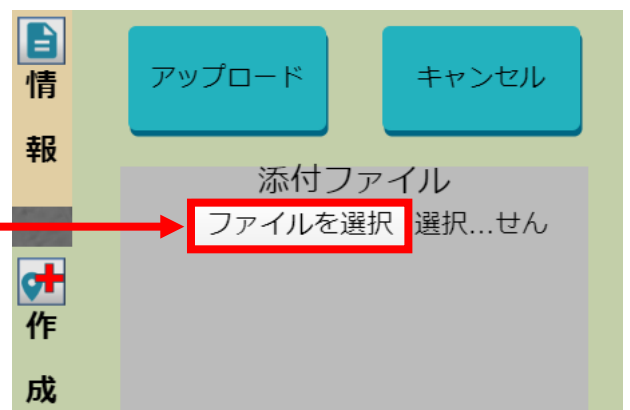 情
報
作
成
アップロード
キャンセル
添付ファイル
ファイルを選択 選択...せん